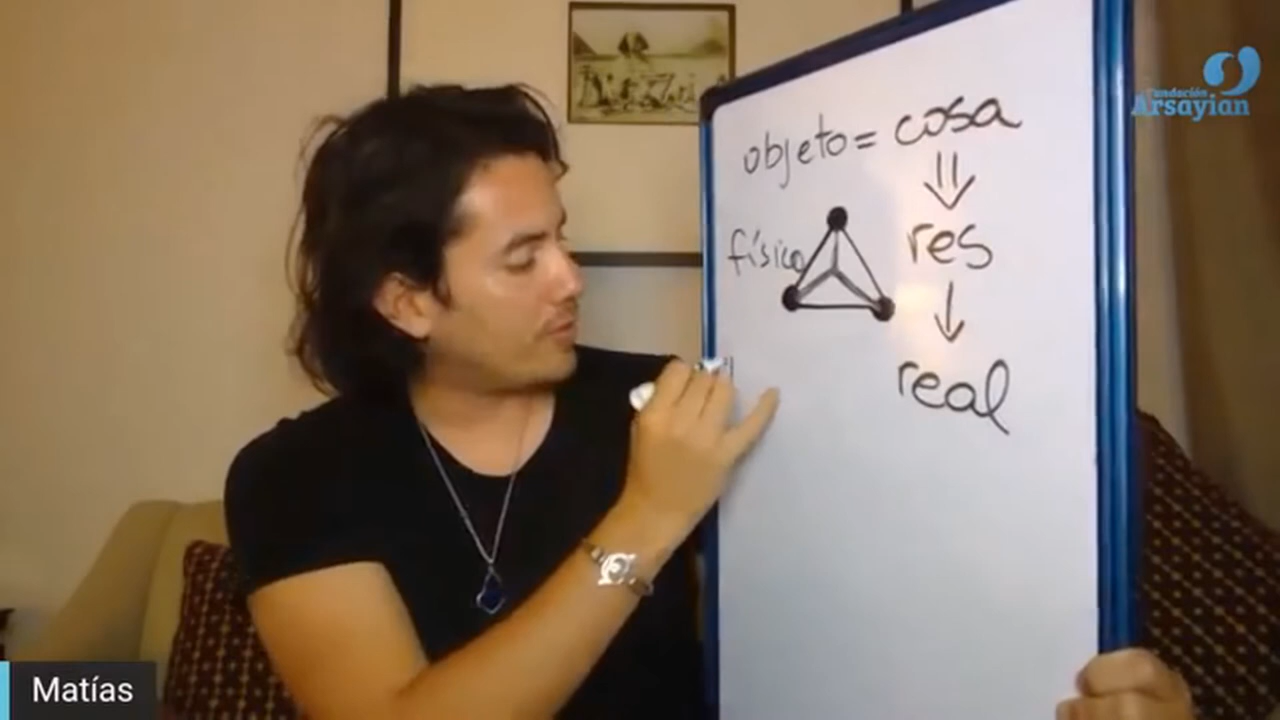 Fundación
Arsayian
objeto = cosa
⇓
res
físico
↓
real
Matías